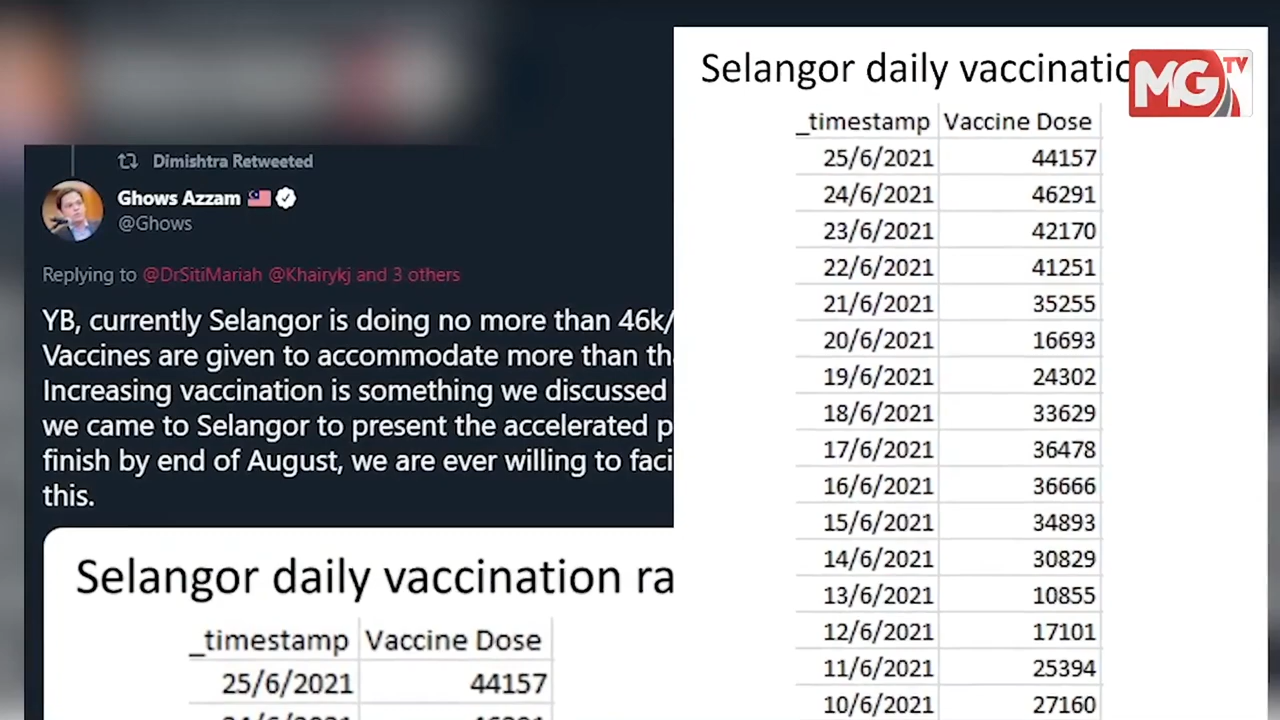 Dimishtra Retweeted
Ghows Azzam
@Ghows
Replying to @DrSitiMariah @Khairykj and 3 others
YB, currently Selangor is doing no more than 46k/
Vaccines are given to accommodate more than
Increasing vaccination is something we discussed
we came to Selangor to present the accelerated
finish by end of August, we are ever willing to
this.
Selangor daily vaccination
_timestamp Vaccine Dose
25/6/2021 44157
Selangor daily
MG TV
_timestamp Vaccine Dose
25/6/2021 44157
24/6/2021 46291
23/6/2021 42170
22/6/2021 41251
21/6/2021 35255
20/6/2021 16693
19/6/2021 24302
18/6/2021 33629
17/6/2021 36478
16/6/2021 36666
15/6/2021 34893
14/6/2021 30829
13/6/2021 10855
12/6/2021 17101
11/6/2021 25394
10/6/2021 27160